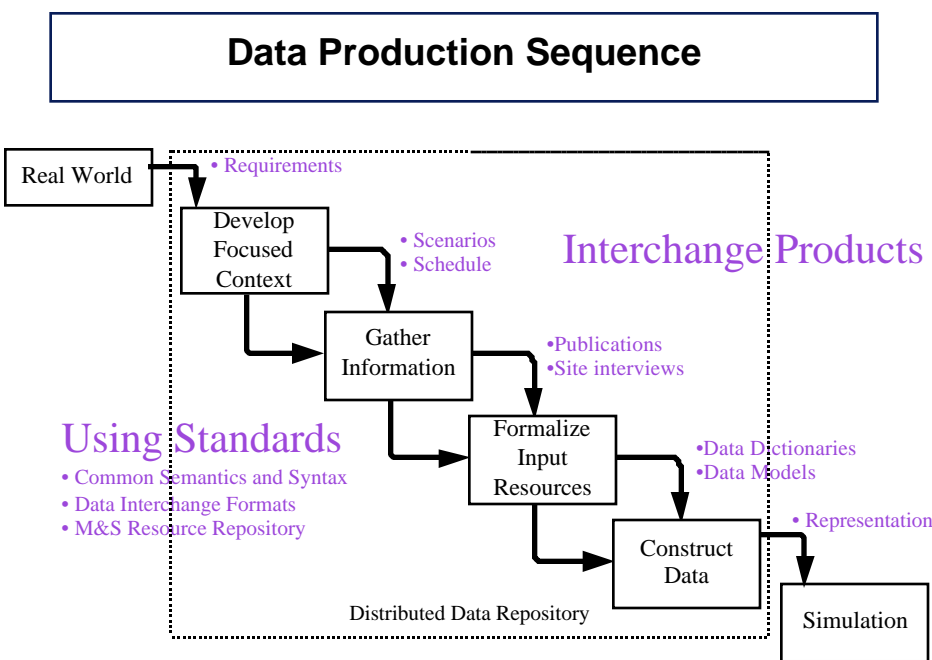 Data Production Sequence
Real World
• Requirements
Develop
Focused
Context
• Scenarios
• Schedule
Interchange Products
Gather
Information
•Publications
•Site interviews
Using Standards
• Common Semantics and Syntax
• Data Interchange Formats
• M&S Resource Repository
Formalize
Input
Resources
•Data Dictionaries
•Data Models
• Representation
Construct
Data
Distributed Data Repository
Simulation